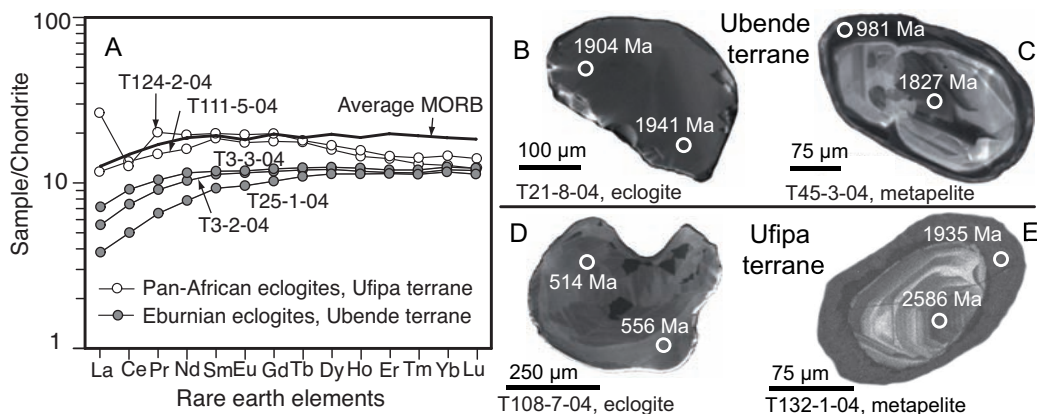 A
100
10
1
Sample/Chondrite
T124-2-04
T111-5-04
Average MORB
T3-3-04
T25-1-04
T3-2-04
Pan-African eclogites, Ufipa terrane
Eburnian eclogites, Ubende terrane
La Ce Pr Nd Sm Eu Gd Tb Dy Ho Er Tm Yb Lu
Rare earth elements
B
1904 Ma
1941 Ma
100 µm
T21-8-04, eclogite
Ubende
terrane
C
981 Ma
1827 Ma
75 µm
T45-3-04, metapelite
D
514 Ma
556 Ma
250 µm
T108-7-04, eclogite
Ufipa
terrane
E
1935 Ma
2586 Ma
75 µm
T132-1-04, metapelite